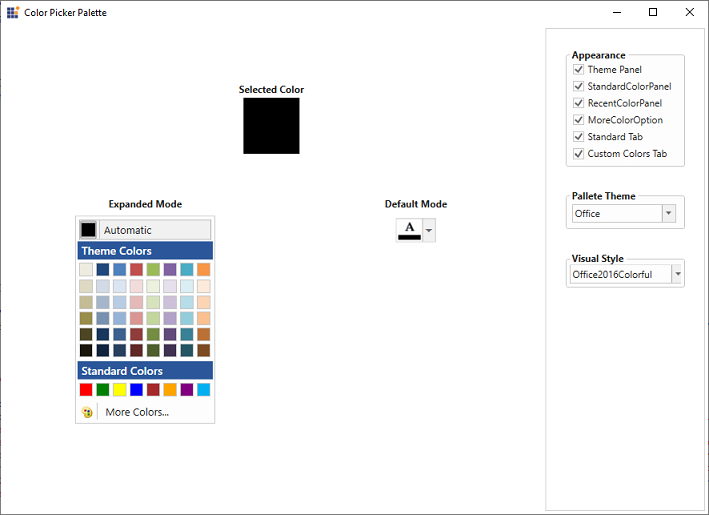 Color Picker Palette
Selected Color
Expanded Mode
Automatic
Theme Colors
Standard Colors
More Colors...
Default Mode
A
Appearance
Theme Panel
StandardColorPanel
RecentColorPanel
MoreColorOption
Standard Tab
Custom Colors Tab
Pallete Theme
Office
Visual Style
Office2016Colorful